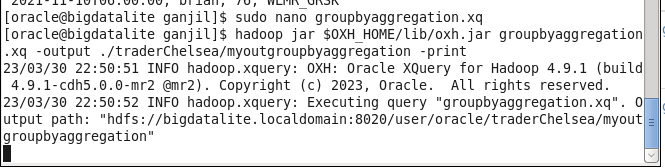 2021-11-10T06:00:00, brian, 76, WLMR_GRSR
[oracle@bigdatalite ganjil]$ sudo nano groupbyaggregation.xq
[oracle@bigdatalite ganjil]$ hadoop jar $OXH_HOME/lib/oxh.jar groupbyaggregation
.xq -output ./traderChelsea/myoutgroupbyaggregation -print
23/03/30 22:50:51 INFO hadoop.xquery: OXH: Oracle XQuery for Hadoop 4.9.1 (build
 4.9.1-cdh5.0.0-mr2 @mr2). Copyright (c) 2023, Oracle.  All rights reserved.
23/03/30 22:50:52 INFO hadoop.xquery: Executing query "groupbyaggregation.xq". O
utput path: "hdfs://bigdatalite.localdomain:8020/user/oracle/traderChelsea/myout
groupbyaggregation"